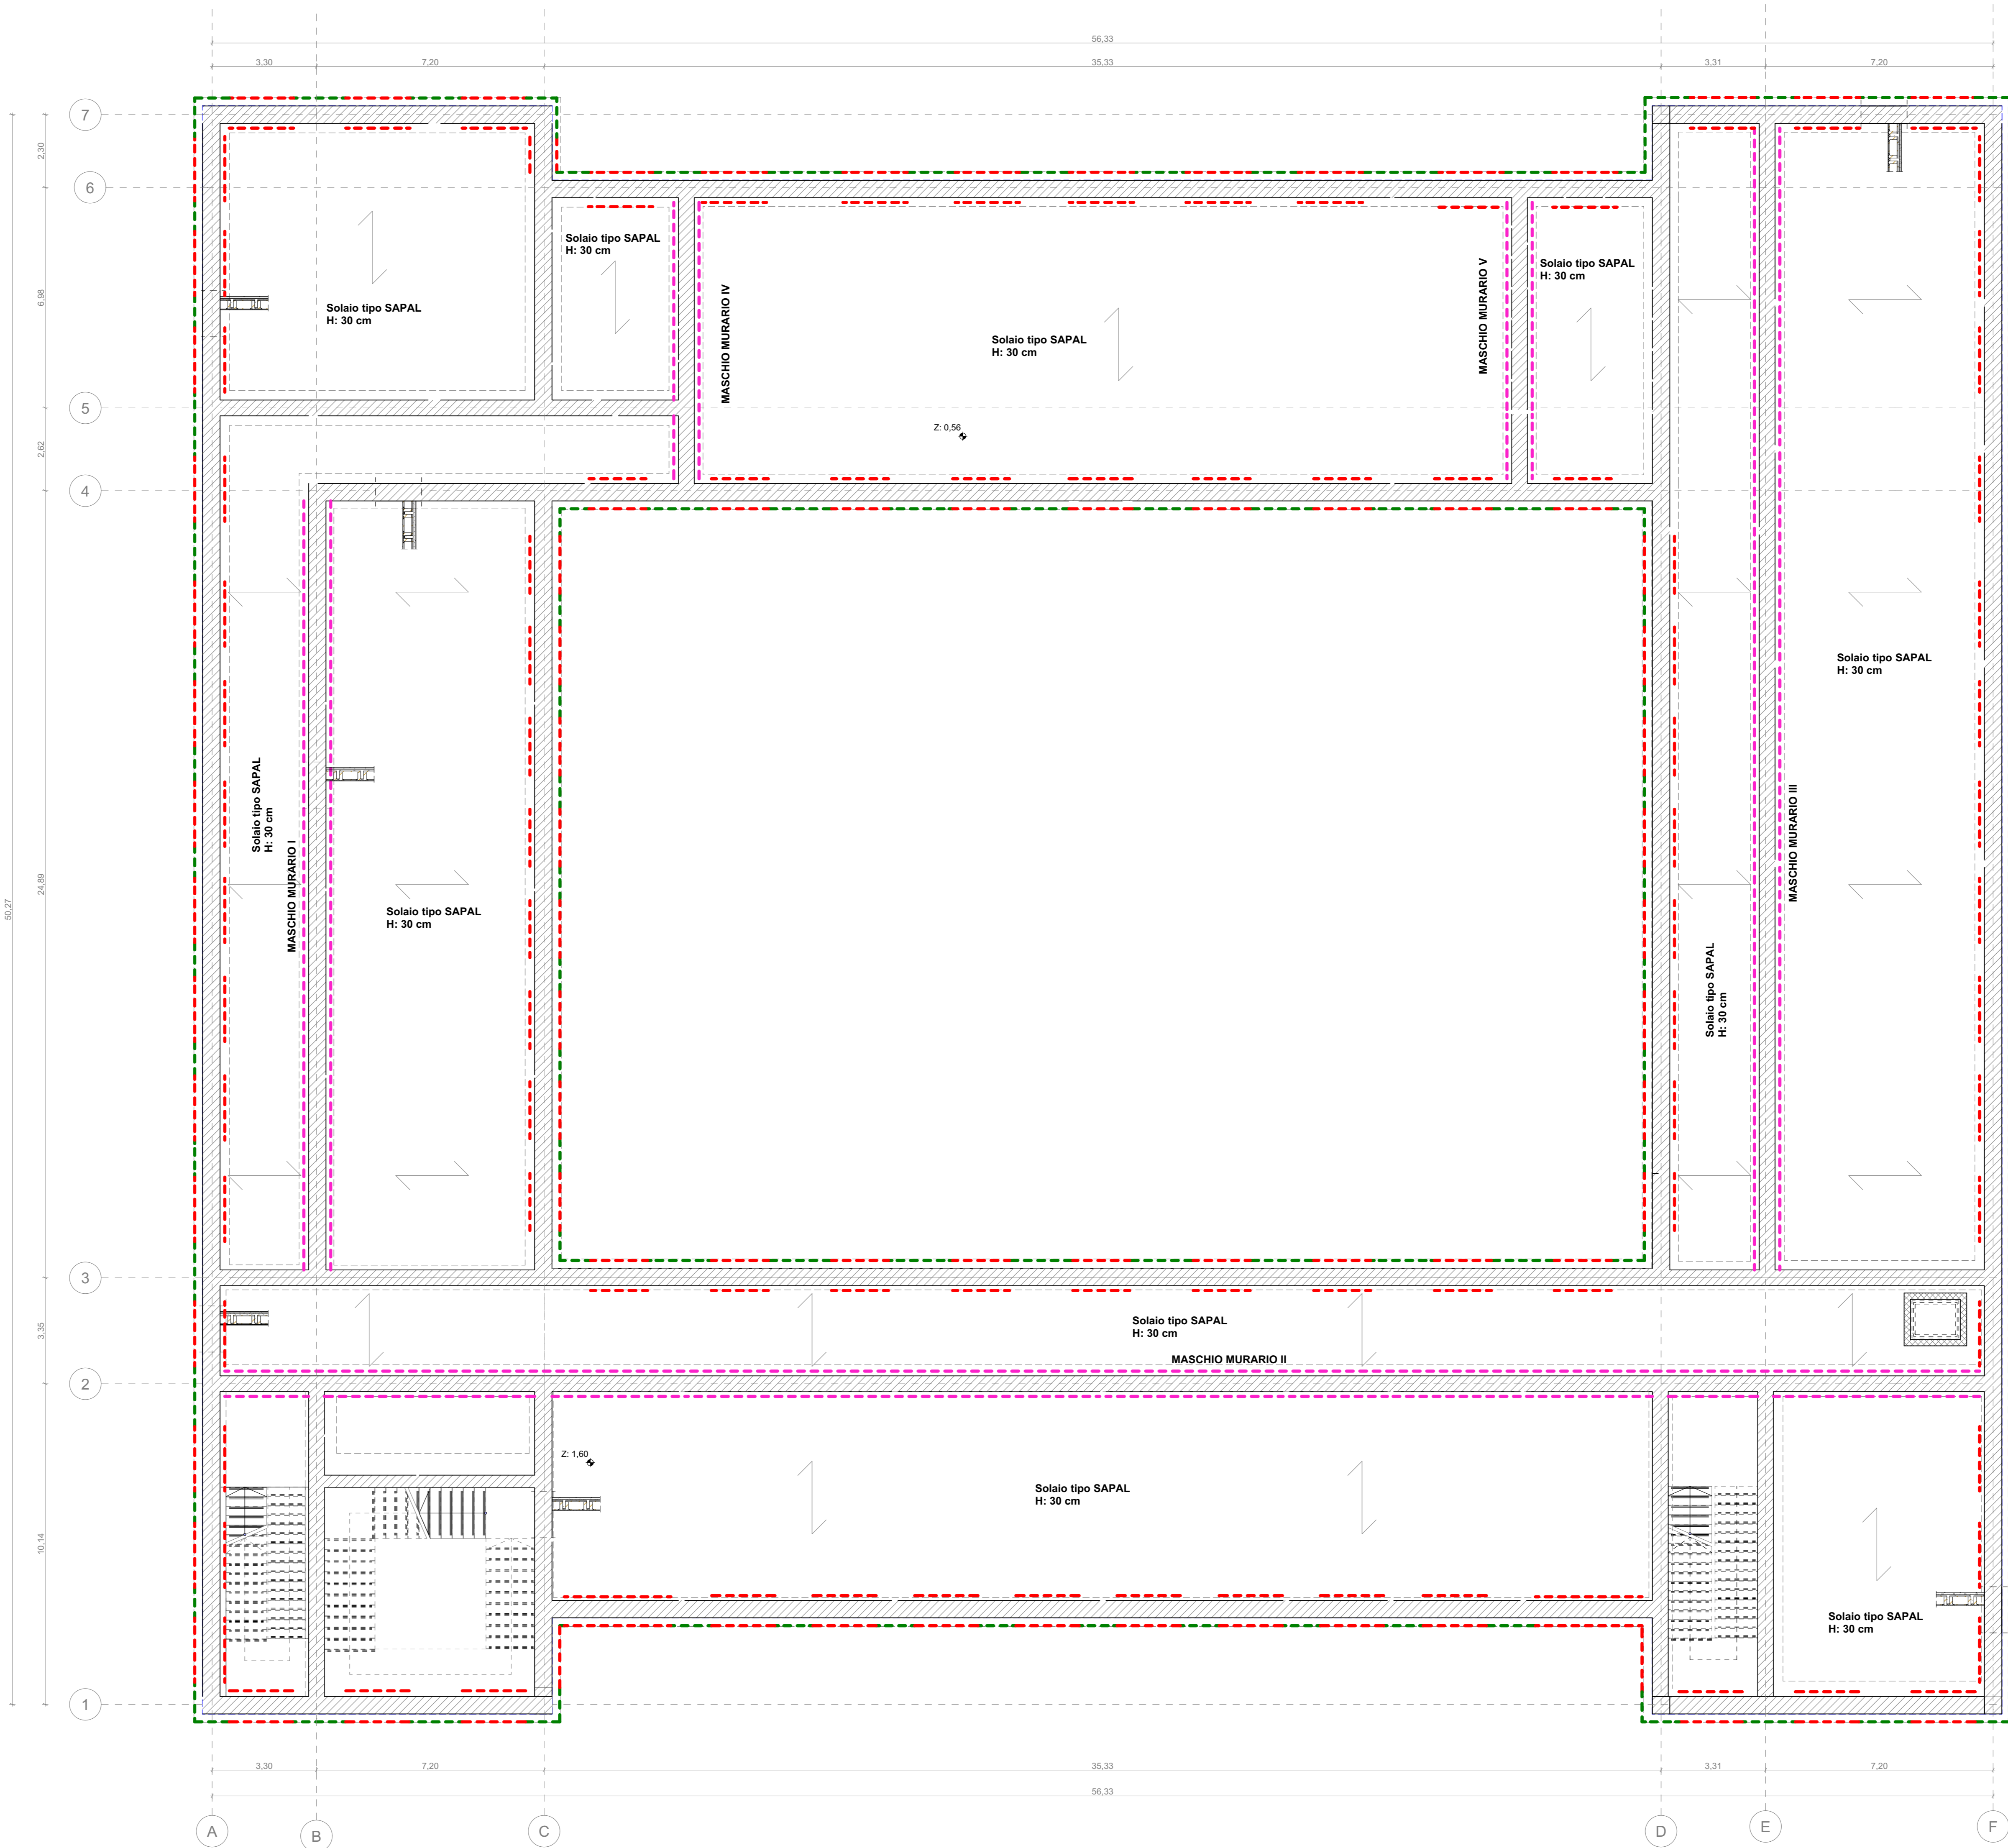 56,33
3,30
7,20
35,33
3,31
7,20
7
2,30
6
Solaio tipo SAPAL
H: 30 cm
Solaio tipo SAPAL
H: 30 cm
Solaio tipo SAPAL
H: 30 cm
6,98
MASCHIO MURARIO IV
MASCHIO MURARIO V
Solaio tipo SAPAL
H: 30 cm
5
Z: 0,56
2,62
4
Solaio tipo SAPAL
H: 30 cm
Solaio tipo SAPAL
H: 30 cm
MASCHIO MURARIO I
MASCHIO MURARIO III
50,27
24,89
Solaio tipo SAPAL
H: 30 cm
Solaio tipo SAPAL
H: 30 cm
3
3,35
Solaio tipo SAPAL
H: 30 cm
MASCHIO MURARIO II
2
Z: 1,60
Solaio tipo SAPAL
H: 30 cm
10,14
Solaio tipo SAPAL
H: 30 cm
1
3,30
7,20
35,33
3,31
7,20
56,33
A
B
C
D
E
F